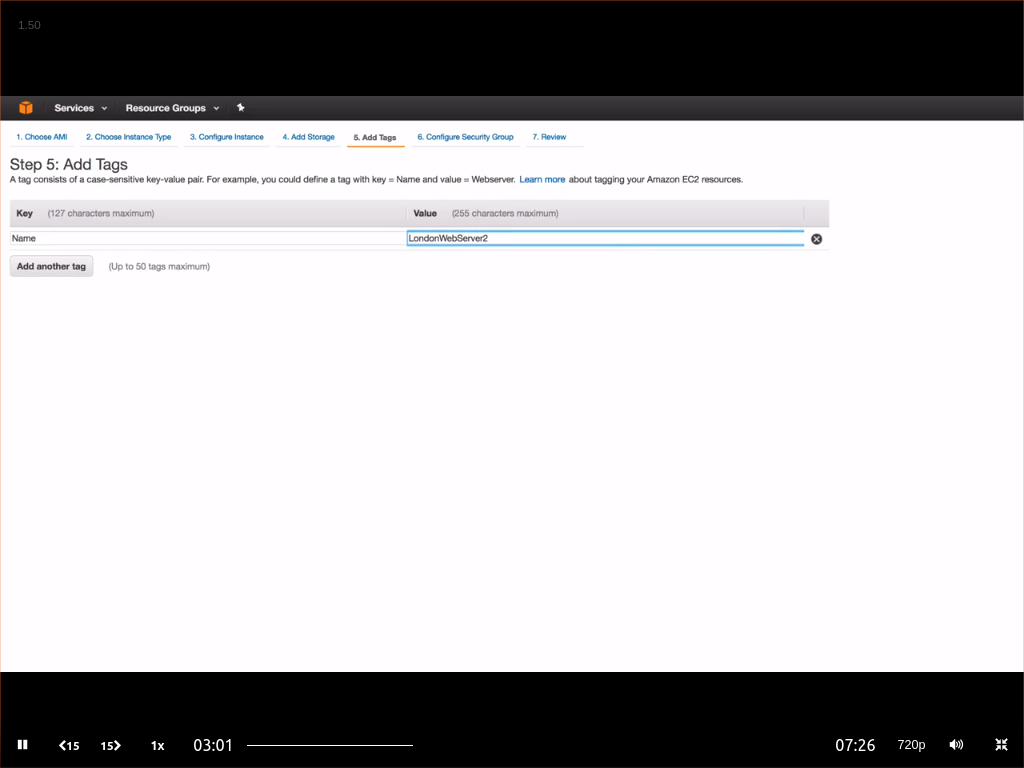 1.50
Services Resource Groups
1. Choose AMI 2. Choose Instance Type 3. Configure Instance 4. Add Storage 5. Add Tags 6. Configure Security Group 7. Review
Step 5: Add Tags
A tag consists of a case-sensitive key-value pair. For example, you could define a tag with key = Name and value = Webserver. Learn more about tagging your Amazon EC2 resources.
Key (127 characters maximum) Value (255 characters maximum)
Name LondonWebServer2
Add another tag (Up to 50 tags maximum)
15 15 1x 03:01 07:26 720p